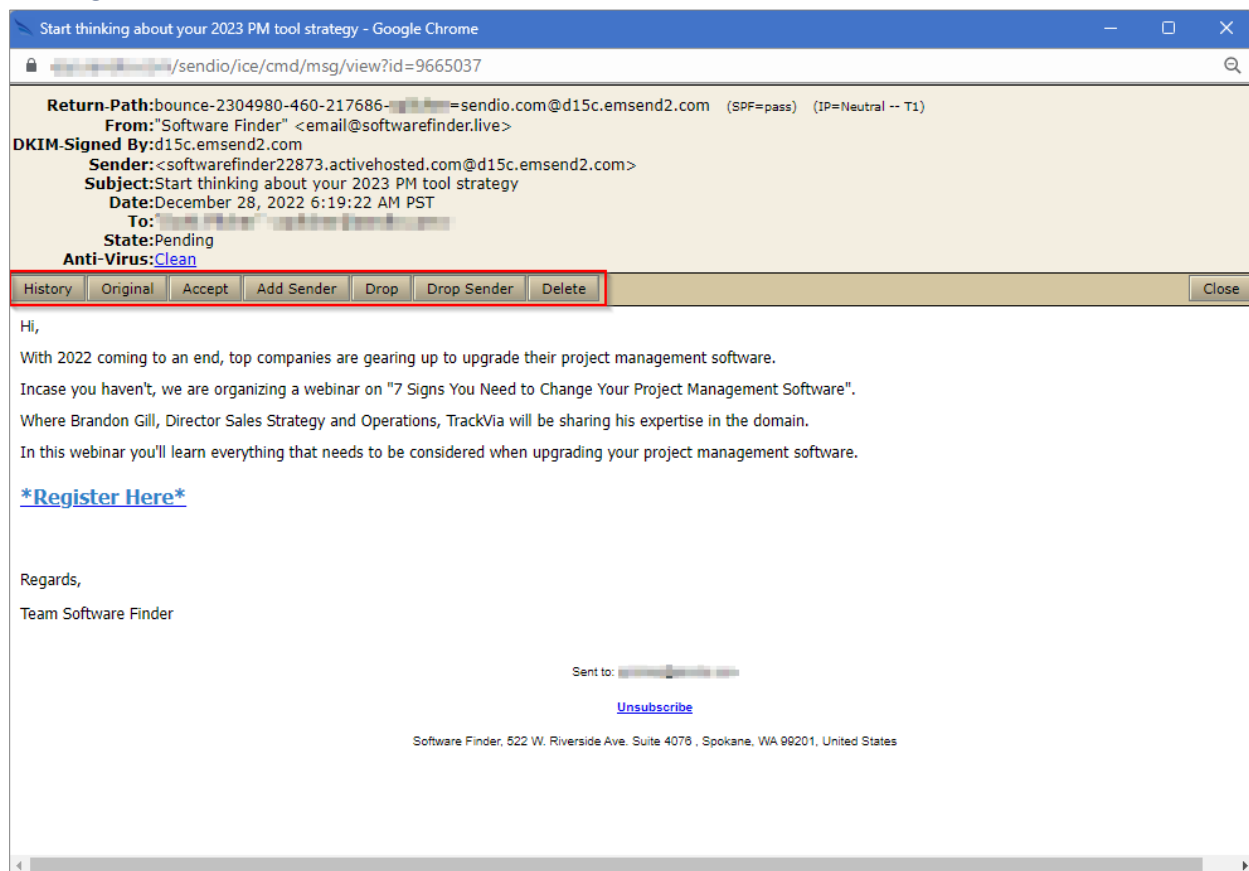 Start thinking about your 2023 PM tool strategy - Google Chrome
/sendio/ice/cmd/msg/view?id=9665037
Return-Path:bounce-2304980-460-217686- =sendio.com@d15c.emsend2.com (SPF=pass) (IP=Neutral -- T1)
From:"Software Finder" <email@softwarefinder.live>
DKIM-Signed By:d15c.emsend2.com
Sender:<softwarefinder22873.activehosted.com@d15c.emsend2.com>
Subject:Start thinking about your 2023 PM tool strategy
Date:December 28, 2022 6:19:22 AM PST
To:
State:Pending
Anti-Virus:Clean
History Original Accept Add Sender Drop Drop Sender Delete Close
Hi,
With 2022 coming to an end, top companies are gearing up to upgrade their project management software.
Incase you haven't, we are organizing a webinar on "7 Signs You Need to Change Your Project Management Software".
Where Brandon Gill, Director Sales Strategy and Operations, TrackVia will be sharing his expertise in the domain.
In this webinar you'll learn everything that needs to be considered when upgrading your project management software.
*Register Here*
Regards,
Team Software Finder
Sent to:
Unsubscribe
Software Finder, 522 W. Riverside Ave. Suite 4076 , Spokane, WA 99201, United States